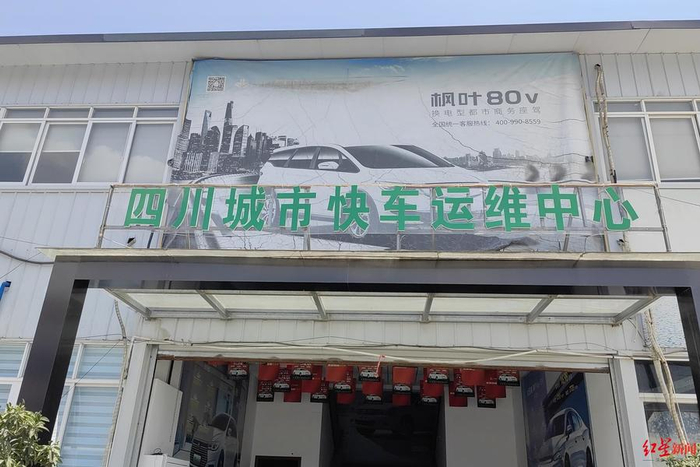 枫叶80v
换电型都市商务座驾
全国统一客服热线：400-990-8559
四川城市快车运维中心
红星新闻